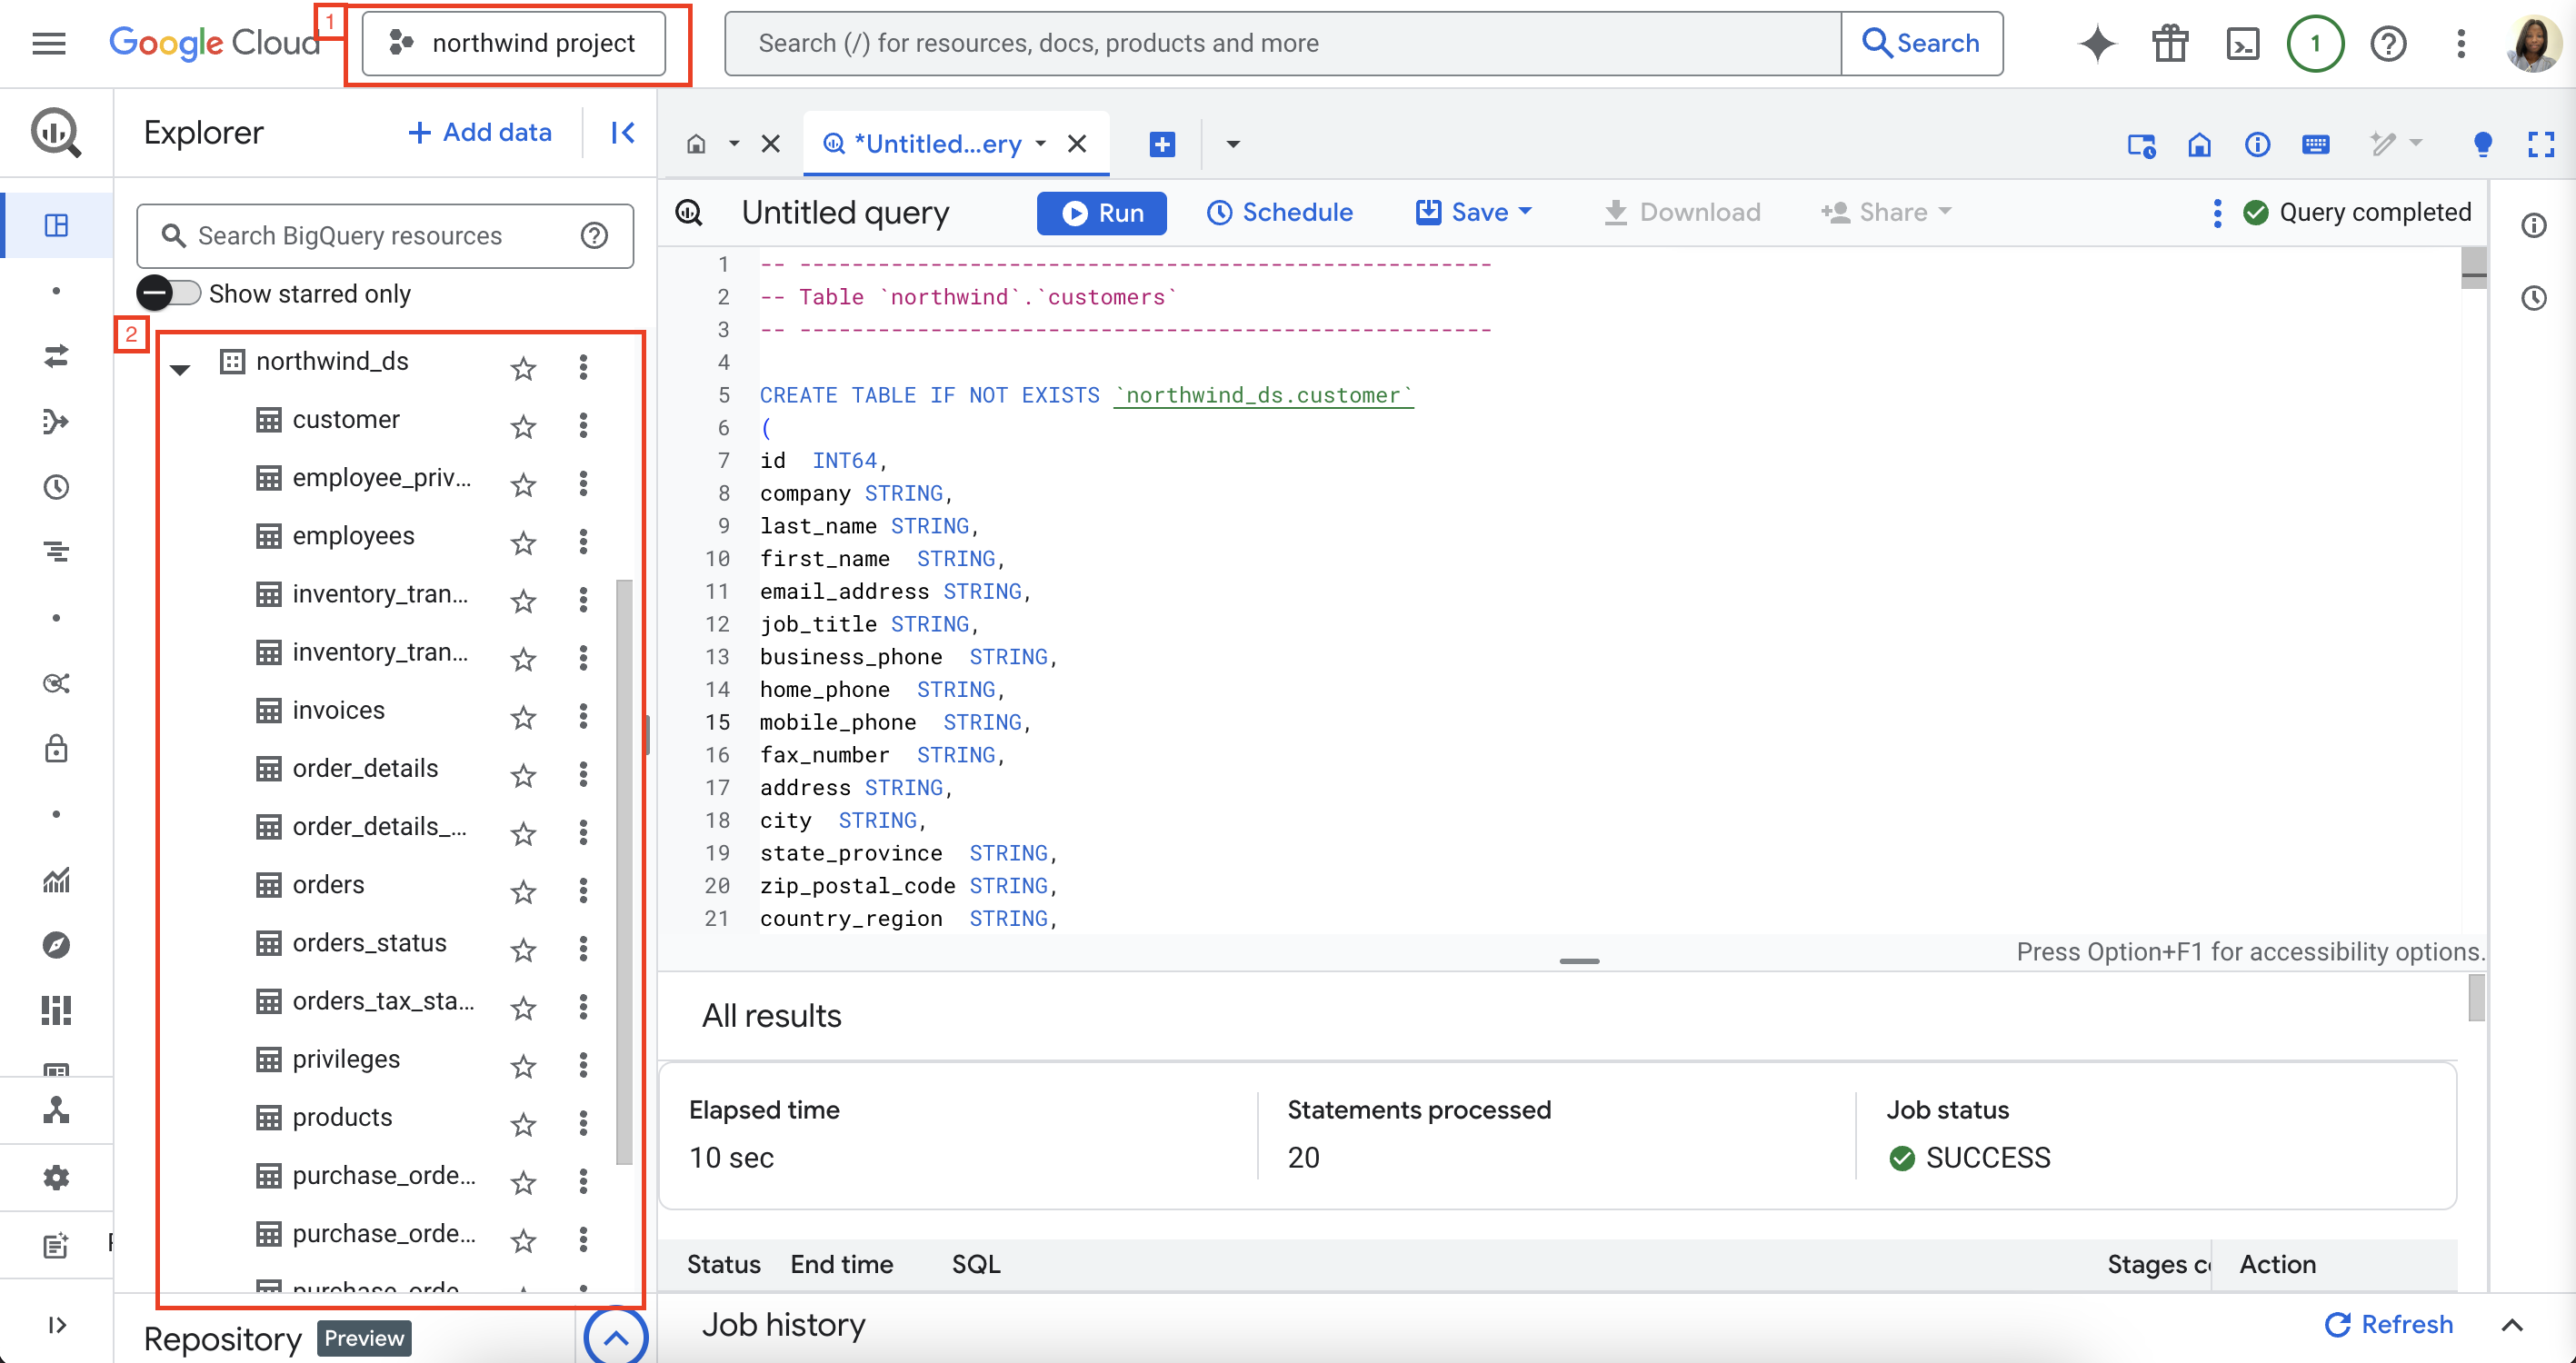 1
Google Cloud
northwind project
Search (/) for resources, docs, products and more
Search
1
Explorer
+ Add data
*Untitled...ery
Search BigQuery resources
Show starred only
2
northwind_ds
customer
employee_priv...
employees
inventory_tran...
inventory_tran...
invoices
order_details
order_details_...
orders
orders_status
orders_tax_sta...
privileges
products
purchase_orde...
purchase_orde...
purchase_orde
Repository Preview
Untitled query
Run
Schedule
Save
Download
Share
Query completed
1 -- -----------------------------------------------------
2 -- Table `northwind`.`customers`
3 -- -----------------------------------------------------
4
5 CREATE TABLE IF NOT EXISTS `northwind_ds.customer`
6 (
7 id  INT64,
8 company STRING,
9 last_name STRING,
10 first_name  STRING,
11 email_address STRING,
12 job_title STRING,
13 business_phone  STRING,
14 home_phone  STRING,
15 mobile_phone  STRING,
16 fax_number  STRING,
17 address STRING,
18 city  STRING,
19 state_province  STRING,
20 zip_postal_code STRING,
21 country_region  STRING,
Press Option+F1 for accessibility options.
All results
Elapsed time
10 sec
Statements processed
20
Job status
SUCCESS
Status End time SQL Stages c Action
Job history
Refresh